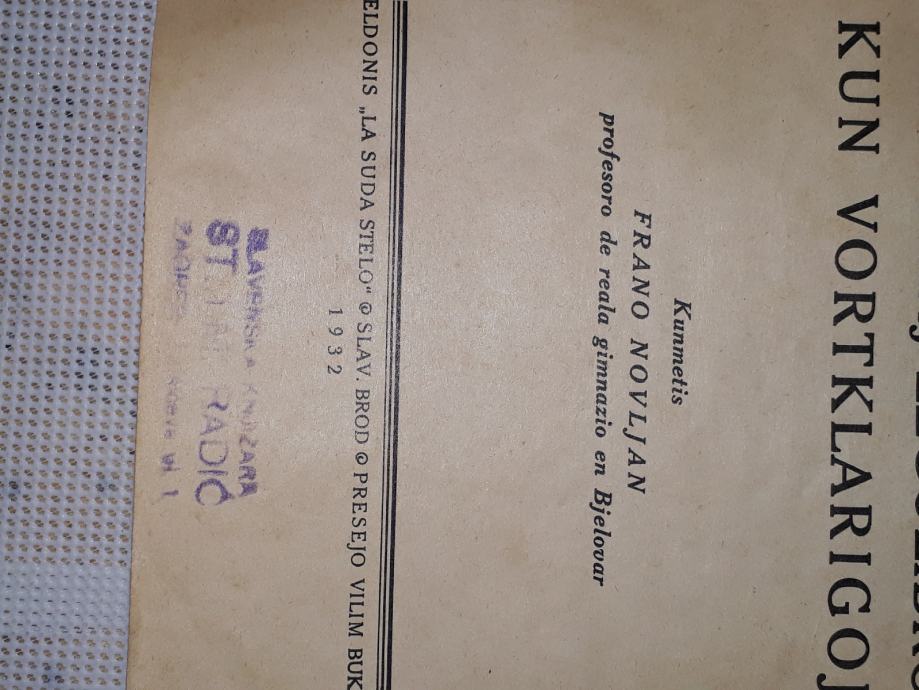 KUN VORTKLARIGOJ
Kunmetis
FRANO NOVLJAN
profesoro de reala gimnazio en Bjelovar
ELDONIS „LA SUDA STELO“ SLAV. BROD PRESEJO VILIM BUK
1932
ST. RADIĆ